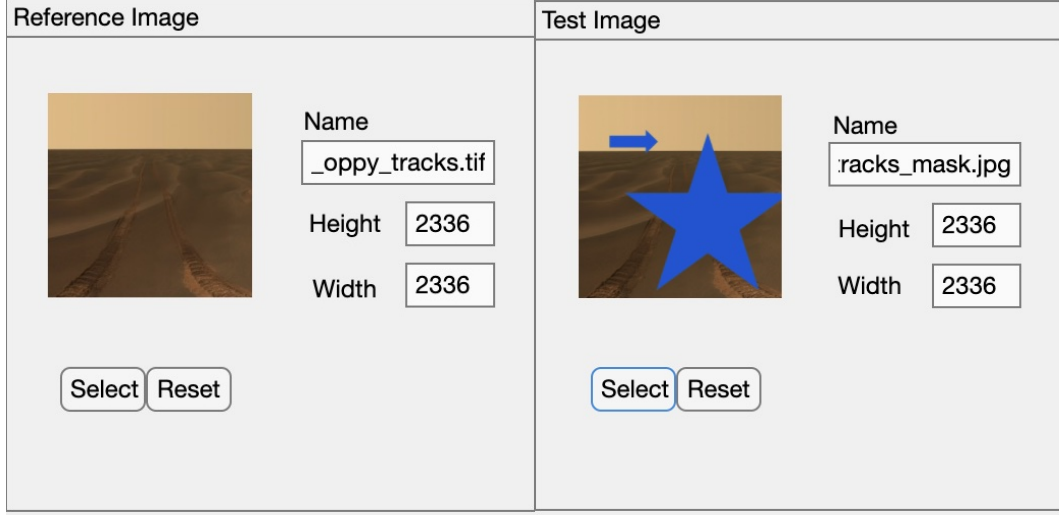 Reference Image
Name
_oppy_tracks.tif
Height 2336
Width 2336
Select Reset
Test Image
Name
racks_mask.jpg
Height 2336
Width 2336
Select Reset